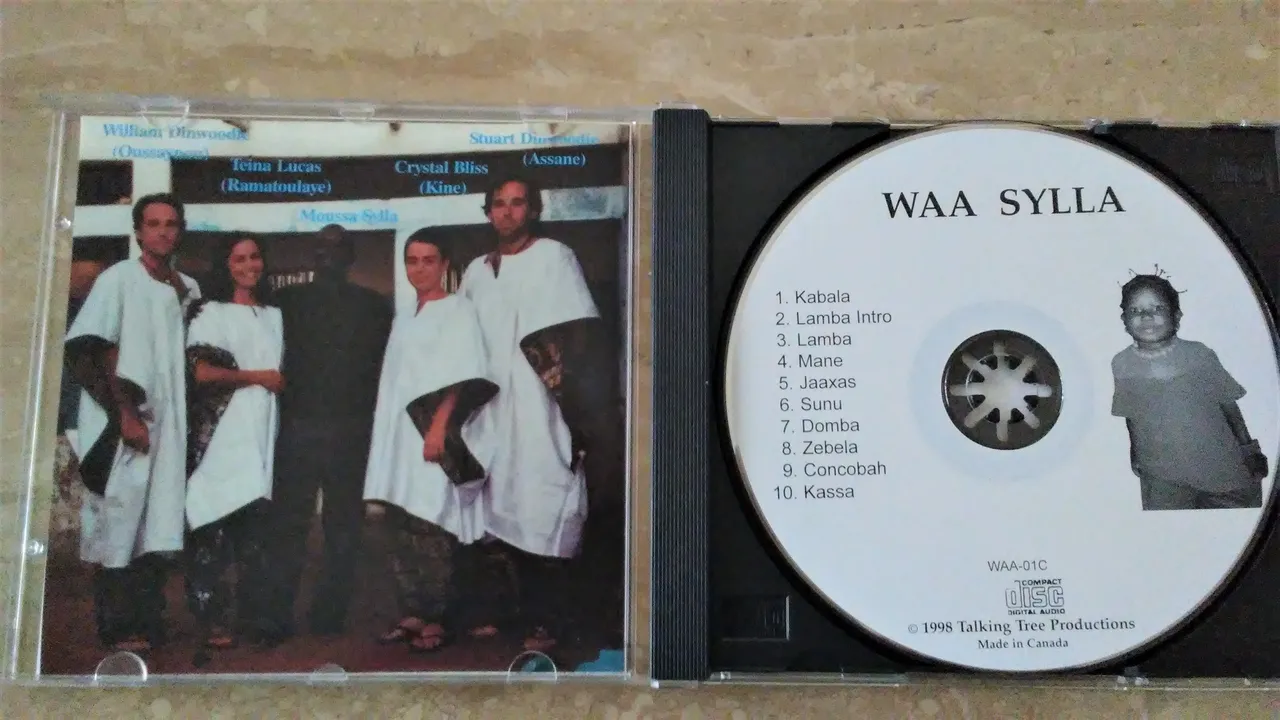 William Dinwoodie
(Oussaynou)
Teina Lucas
(Ramatoulaye)
Moussa Sylla
Crystal Bliss
(Kine)
Stuart Dinwoodie
(Assane)
WAA SYLLA
1. Kabala
2. Lamba Intro
3. Lamba
4. Mane
5. Jaaxas
6. Sunu
7. Domba
8. Zebela
9. Concobah
10. Kassa
WAA-01C
COMPACT
disc
DIGITAL AUDIO
© 1998 Talking Tree Productions
Made in Canada